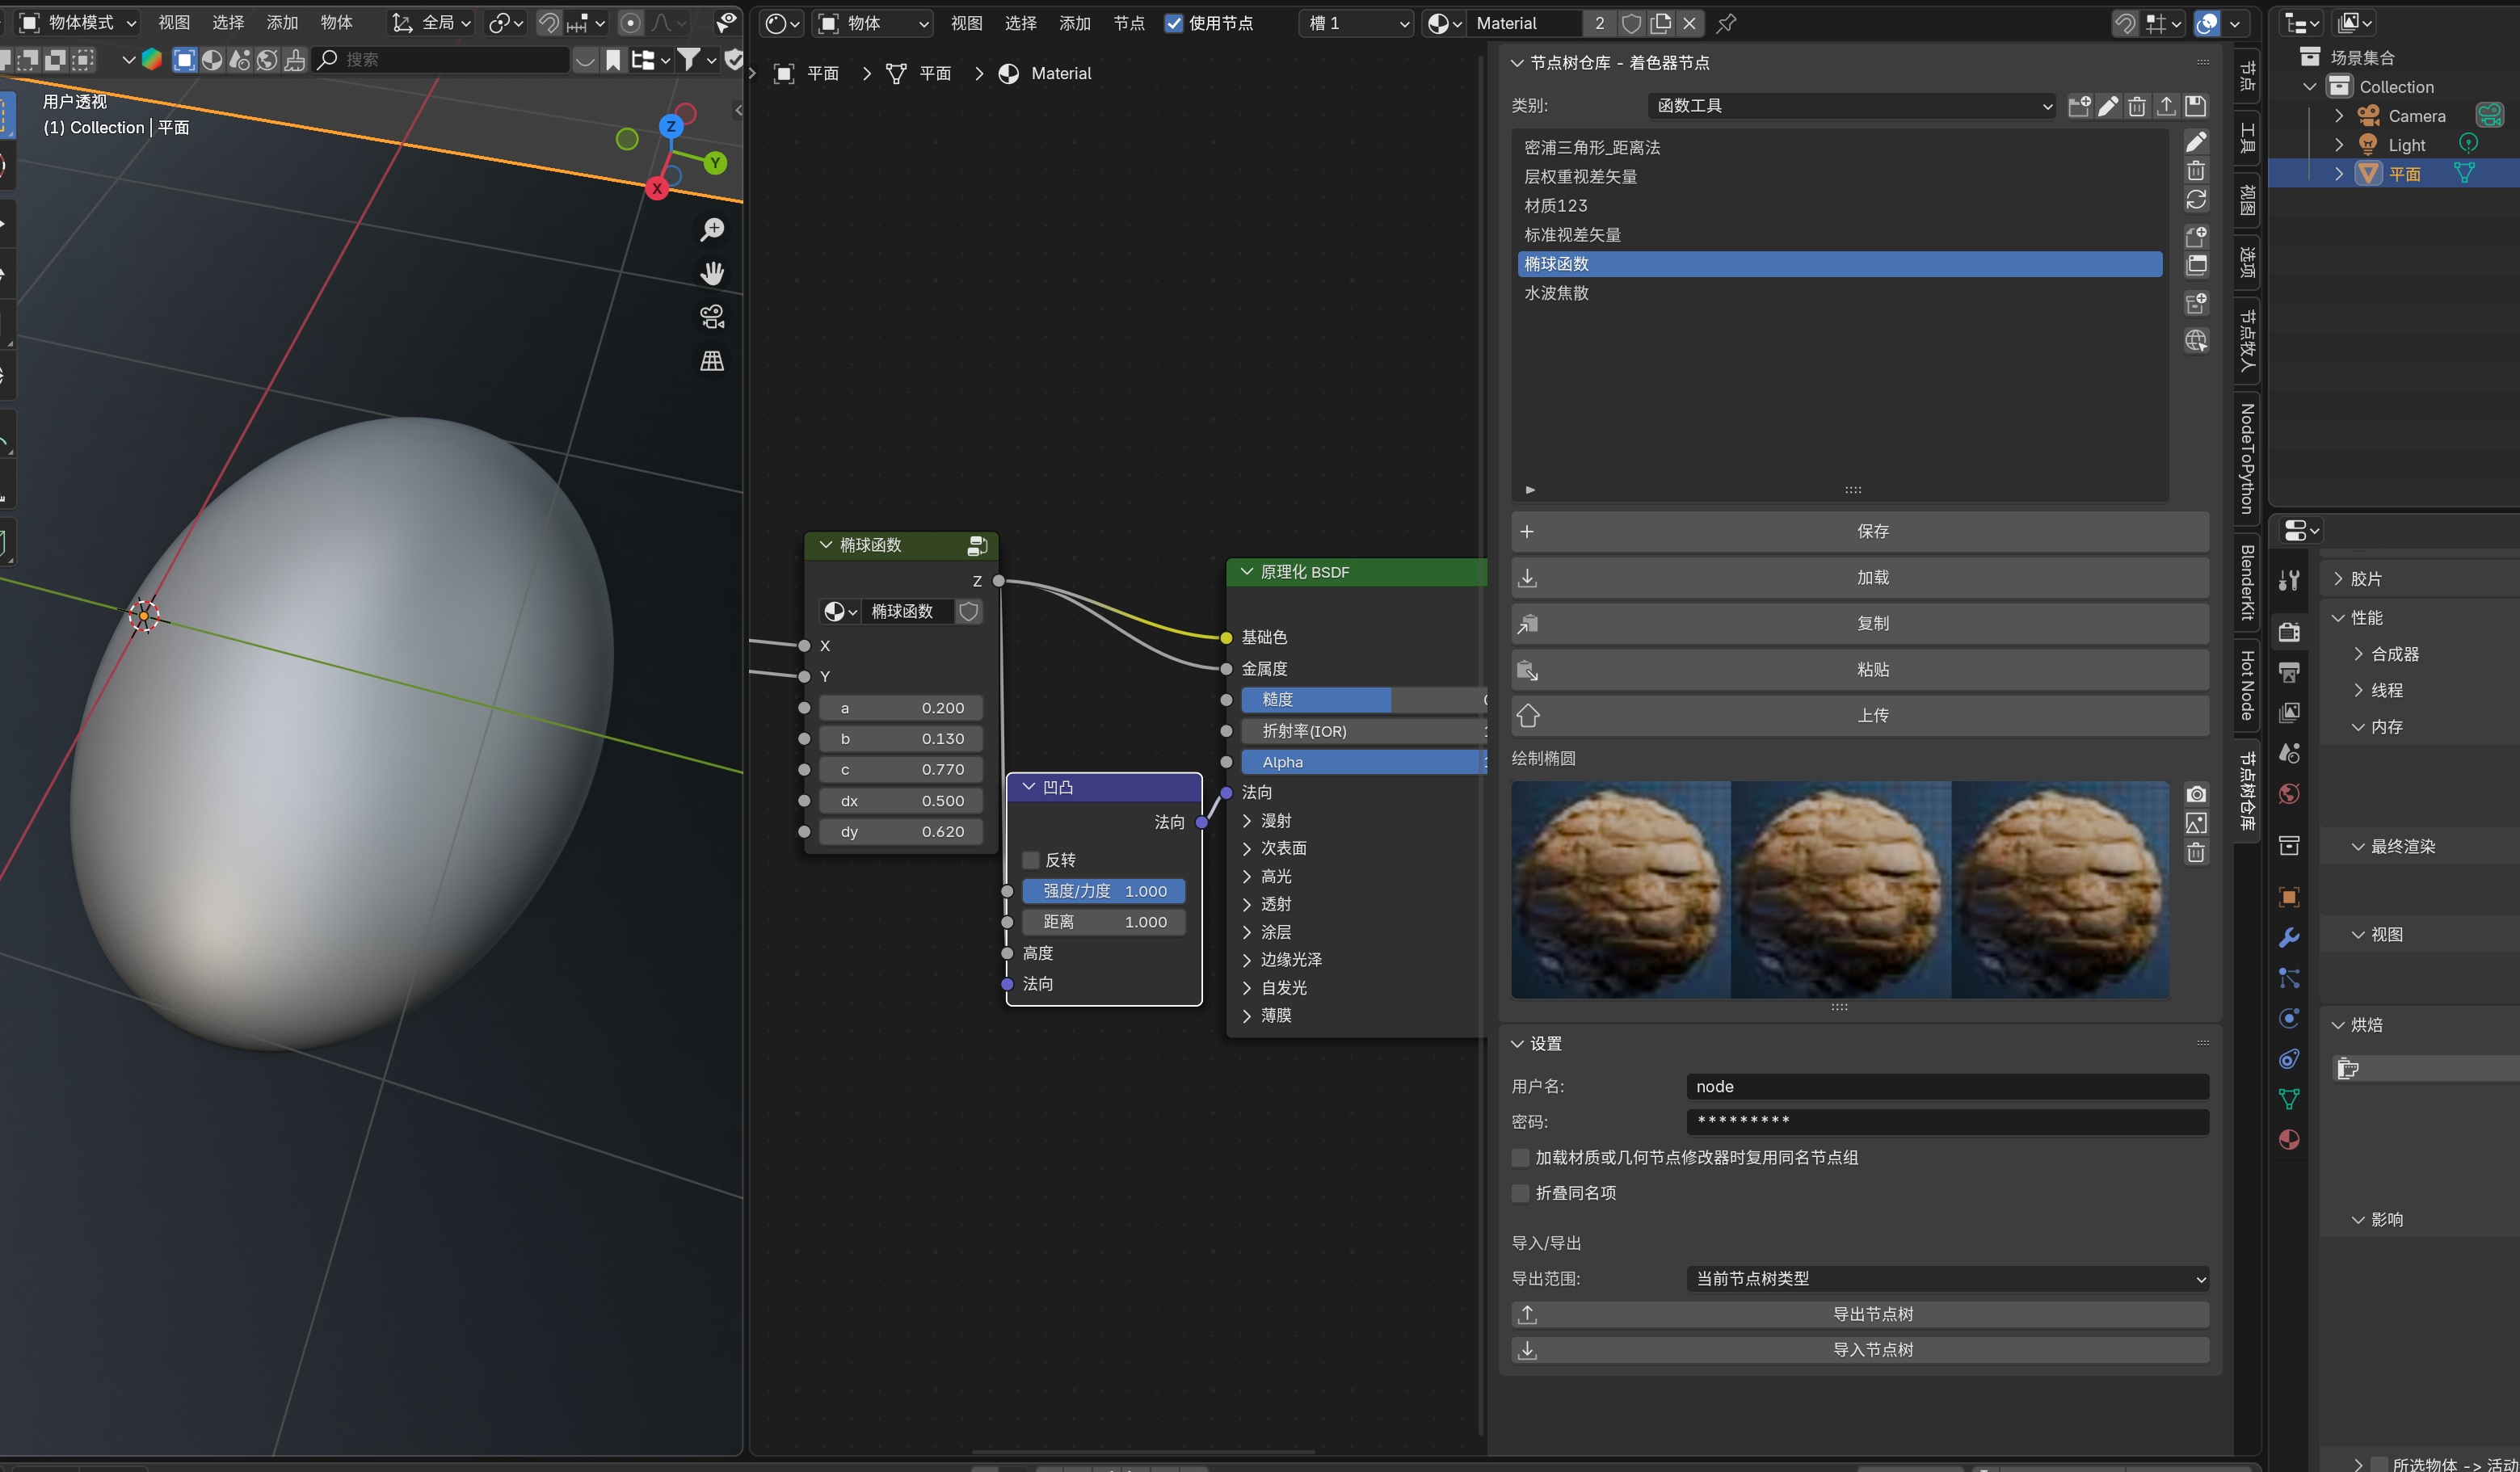 物体模式 视图 选择 添加 物体 全局
搜索
用户透视
(1) Collection | 平面
Z
Y
X
物体 视图 选择 添加 节点 使用节点 槽 1 Material 2
平面 平面 Material
椭球函数
Z
椭球函数
X
Y
a 0.200
b 0.130
c 0.770
dx 0.500
dy 0.620
凹凸
法向
反转
强度/力度 1.000
距离 1.000
高度
法向
原理化 BSDF
基础色
金属度
糙度
折射率(IOR)
Alpha
法向
漫射
次表面
高光
透射
涂层
边缘光泽
自发光
薄膜
节点树仓库 - 着色器节点
类别: 函数工具
密浦三角形_距离法
层权重视差矢量
材质123
标准视差矢量
椭球函数
水波焦散
保存
加载
复制
粘贴
上传
绘制椭圆
设置
用户名: node
密码: *********
加载材质或几何节点修改器时复用同名节点组
折叠同名项
导入/导出
导出范围: 当前节点树类型
导出节点树
导入节点树
节点
工具
视图
选项
节点牧人
NodeToPython
BlenderKit
Hot Node
节点树仓库
场景集合
Collection
Camera
Light
平面
胶片
性能
合成器
线程
内存
最终渲染
视图
烘焙
影响
所选物体 -> 活动